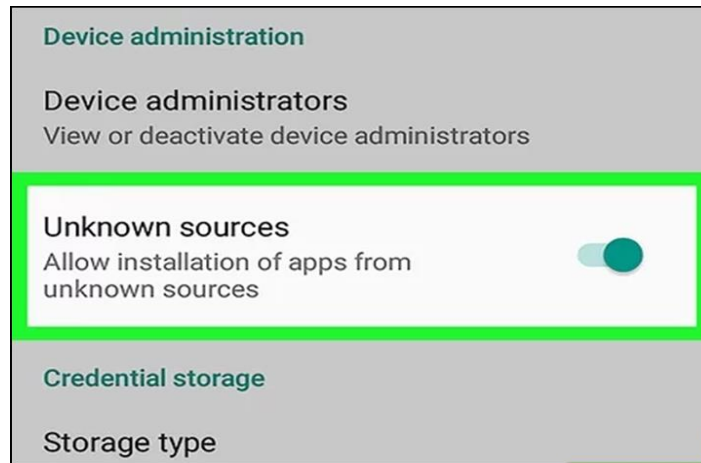 Device administration
Device administrators
View or deactivate device administrators
Unknown sources
Allow installation of apps from
unknown sources
Credential storage
Storage type